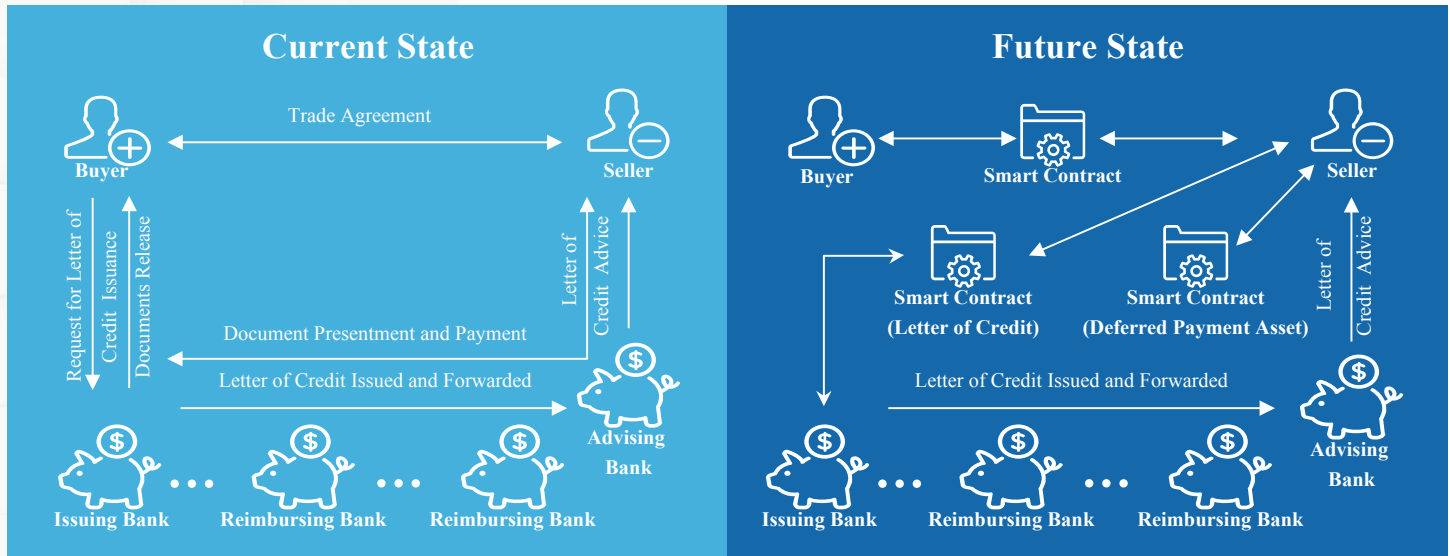 Current State
Trade Agreement
Buyer
Seller
Request for Letter of
Credit Issuance
Documents Release
Letter of
Credit Advice
Document Presentment and Payment
Letter of Credit Issued and Forwarded
$
Advising
Bank
$
$
$
Issuing Bank
Reimbursing Bank
Reimbursing Bank
Future State
Buyer
Smart Contract
Seller
Smart Contract
(Letter of Credit)
Smart Contract
(Deferred Payment Asset)
Letter of
Credit Advice
Letter of Credit Issued and Forwarded
$
Advising
Bank
$
$
$
Issuing Bank
Reimbursing Bank
Reimbursing Bank